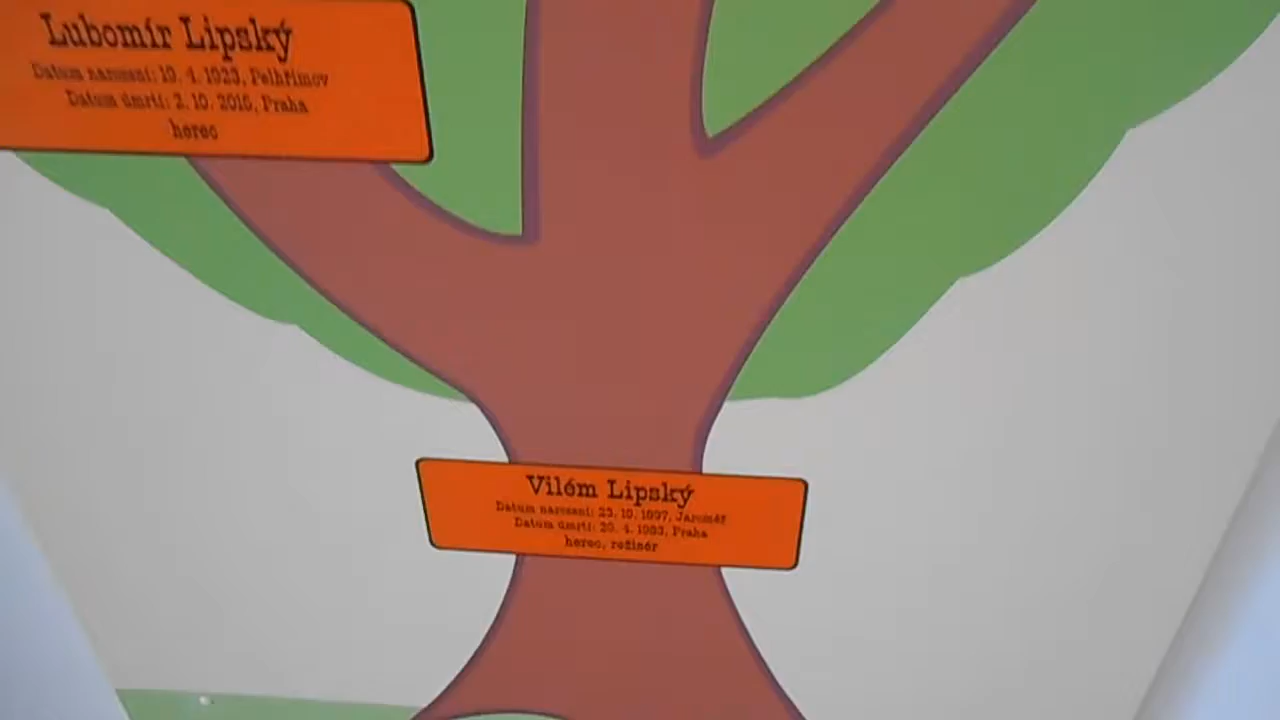 Lubomír Lipský
Datum narození: 19. 4. 1923, Pelhřimov
Datum úmrtí: 2. 10. 2015, Praha
herec
Vilém Lipský
Datum narození: 23. 10. 1897, Jaroměř
Datum úmrtí: 20. 4. 1983, Praha
herec, režisér